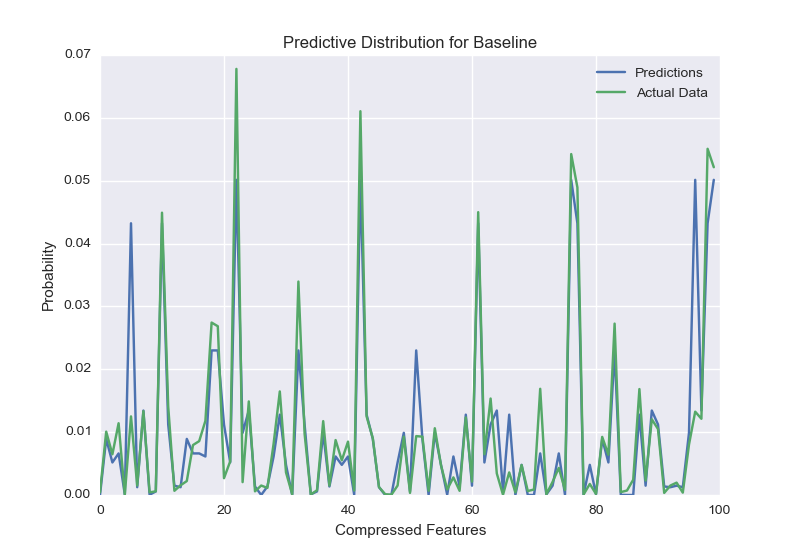 Predictive Distribution for Baseline
Predictions
Actual Data
0.07
0.06
0.05
0.04
0.03
0.02
0.01
0.00
0 20 40 60 80 100
Probability
Compressed Features